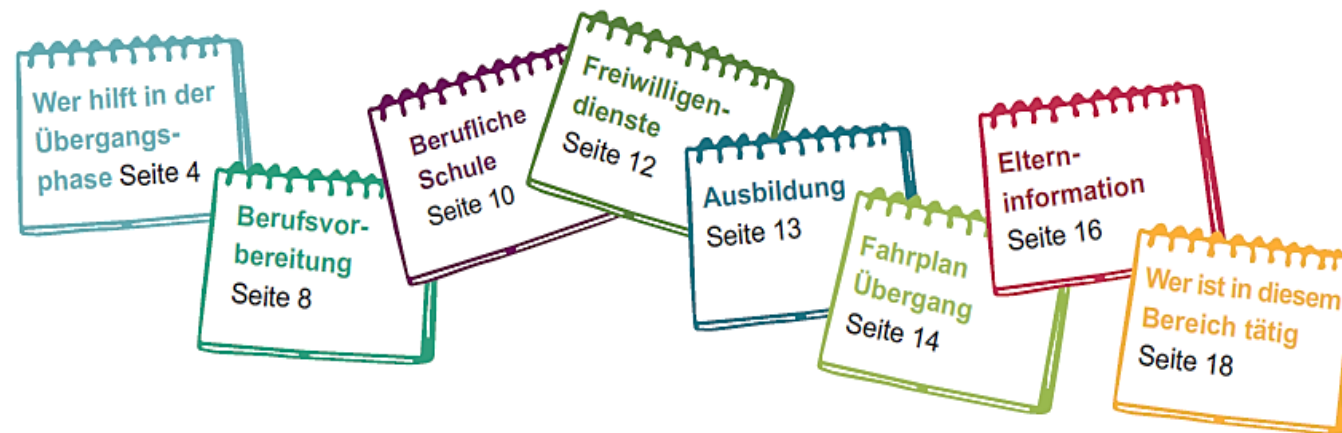 Wer hilft in der
Übergangs-
phase Seite 4
Berufsvor-
bereitung
Seite 8
Berufliche
Schule
Seite 10
Freiwilligen-
dienste
Seite 12
Ausbildung
Seite 13
Fahrplan
Übergang
Seite 14
Eltern-
information
Seite 16
Wer ist in diesem
Bereich tätig
Seite 18